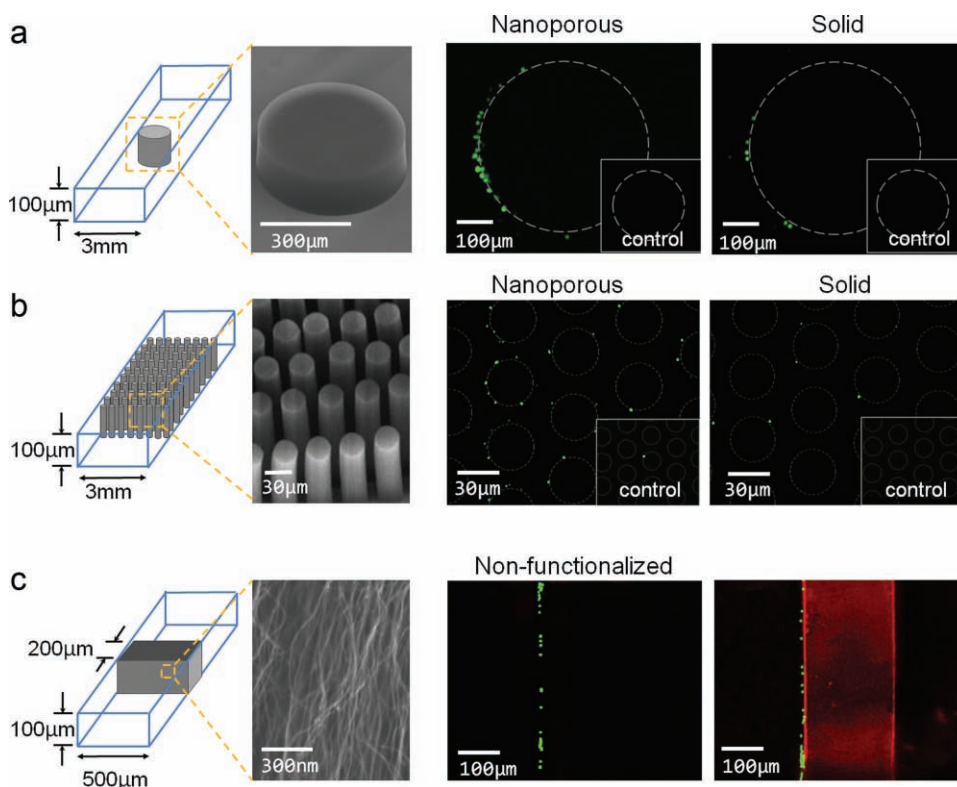 a
Nanoporous
Solid
100µm
3mm
300µm
100µm
control
100µm
control
b
Nanoporous
Solid
100µm
3mm
30µm
30µm
control
30µm
control
c
Non-functionalized
200µm
100µm
500µm
300nm
100µm
100µm